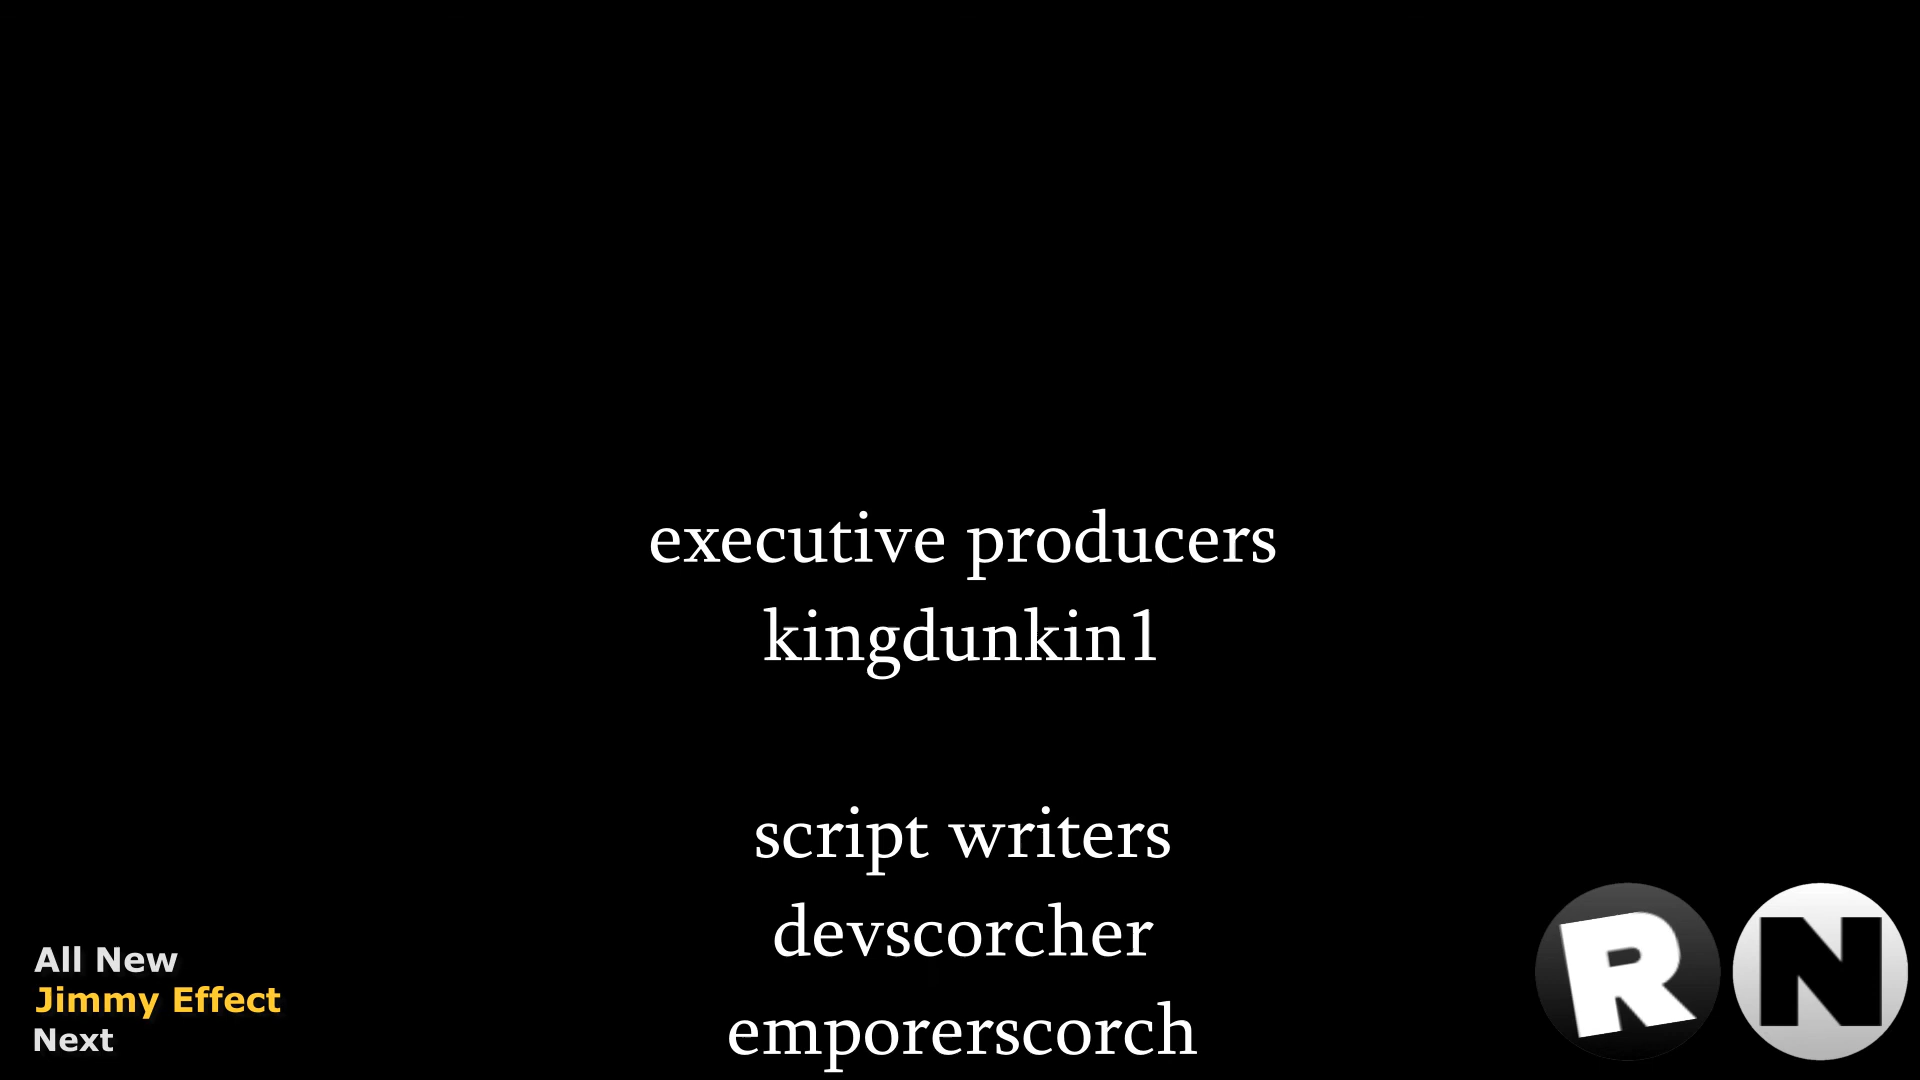 executive producers
kingdunkin1
script writers
devscorcher
emporerscorch
All New
Jimmy Effect
Next
R N